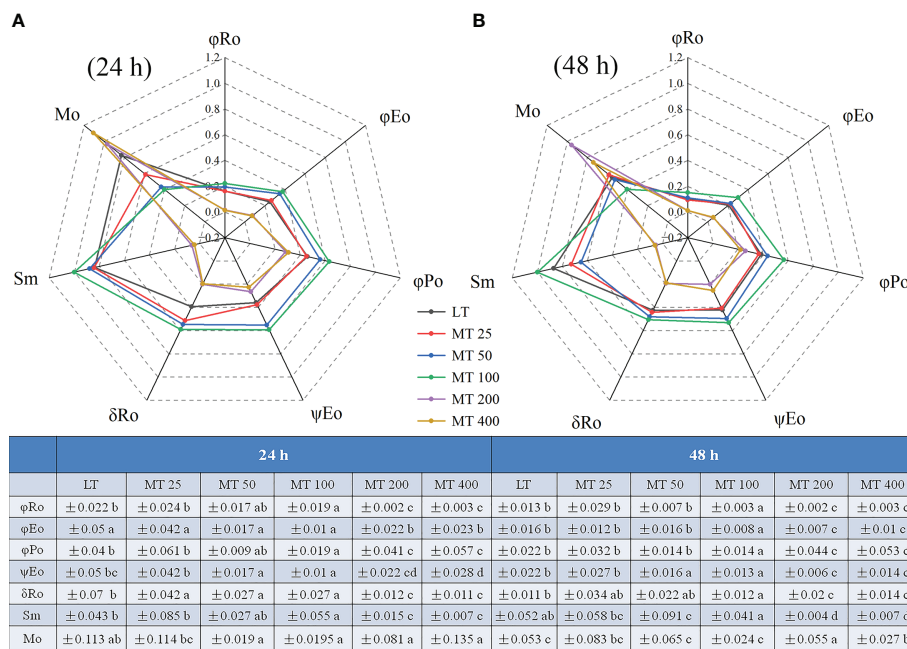 A
B
φRo
(24 h)
1.2
1.0
0.8
0.6
0.4
0.2
0.0
0.2
φEo
φPo
ψEo
δRo
Sm
Mo
φRo
(48 h)
1.2
1.0
0.8
0.6
0.4
0.2
0.0
0.2
φEo
φPo
ψEo
δRo
Sm
Mo
LT
MT 25
MT 50
MT 100
MT 200
MT 400
24 h 48 h
LT MT 25 MT 50 MT 100 MT 200 MT 400 LT MT 25 MT 50 MT 100 MT 200 MT 400
φRo ±0.022 b ±0.024 b ±0.017 ab ±0.019 a ±0.002 c ±0.003 c ±0.013 b ±0.029 b ±0.007 b ±0.003 a ±0.002 c ±0.003
φEo ±0.05 a ±0.042 a ±0.017 a ±0.01 a ±0.022 b ±0.023 b ±0.016 b ±0.012 b ±0.016 b ±0.008 a ±0.007 c ±0.01 c
φPo ±0.04 b ±0.061 b ±0.009 ab ±0.019 a ±0.041 c ±0.057 c ±0.022 b ±0.032 b ±0.014 b ±0.014 a ±0.044 c ±0.053
ψEo ±0.05 bc ±0.042 b ±0.017 a ±0.01 a ±0.022 cd ±0.028 d ±0.022 b ±0.027 b ±0.016 a ±0.013 a ±0.006 c ±0.014
δRo ±0.07 b ±0.042 a ±0.027 a ±0.027 a ±0.012 c ±0.011 c ±0.011 b ±0.034 ab ±0.022 ab ±0.012 a ±0.02 c ±0.014
Sm ±0.043 b ±0.085 b ±0.027 ab ±0.055 a ±0.015 c ±0.007 c ±0.052 ab ±0.058 bc ±0.091 c ±0.041 a ±0.004 d ±0.007
Mo ±0.113 ab ±0.114 bc ±0.019 a ±0.0195 a ±0.081 a ±0.135 a ±0.053 c ±0.083 bc ±0.065 c ±0.024 c ±0.055 a ±0.027